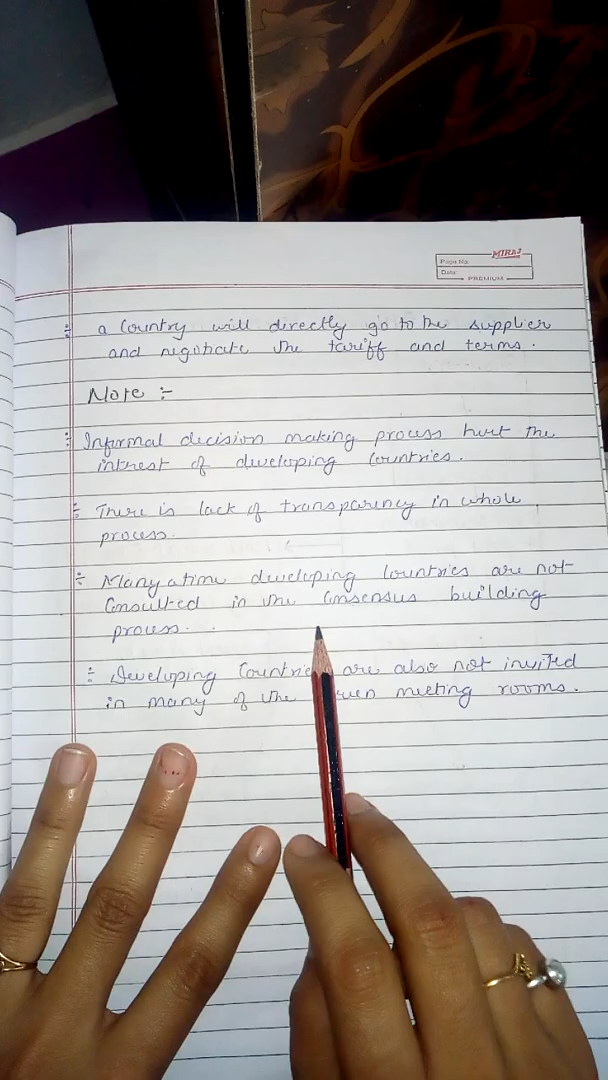 MIRAJ
Page No.
Date:
PREMIUM
÷ a Country will directly go to the supplier
and negotiate the tariff and terms.
Note :-
÷ Informal decision making process hurt the
intrest of developing Countries.
÷ There is lack of transparency in whole
process.
÷ Many a time developing Countries are not
Consulted in the Consensus building
process.
÷ Developing Countries are also not invited
in many of the meeting rooms.